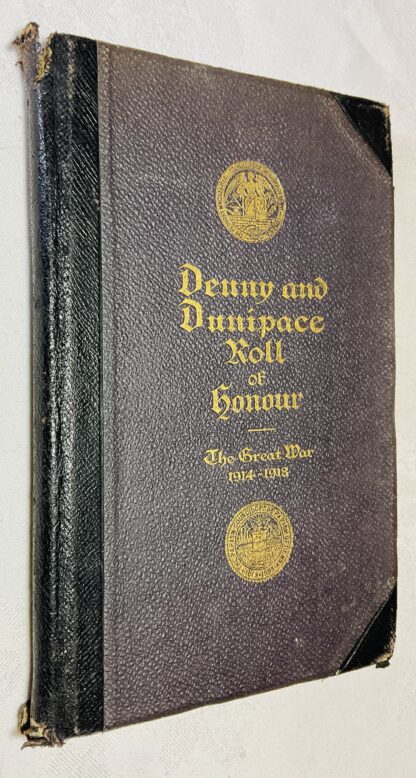 Denny and
Dunipace
Roll
of
Honour
The Great War
1914-1918